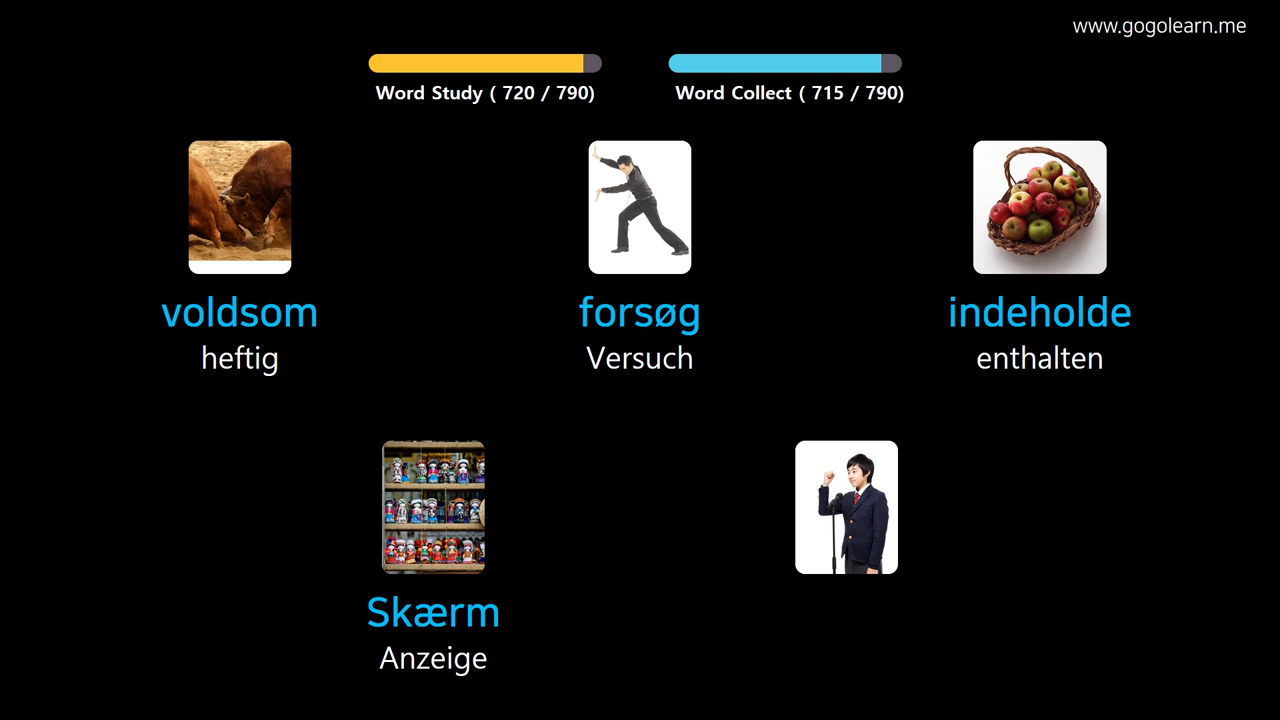 www.gogolearn.me
Word Study ( 720 / 790)
Word Collect ( 715 / 790)
voldsom
forsøg
indeholde
heftig
Versuch
enthalten
Skærm
Anzeige